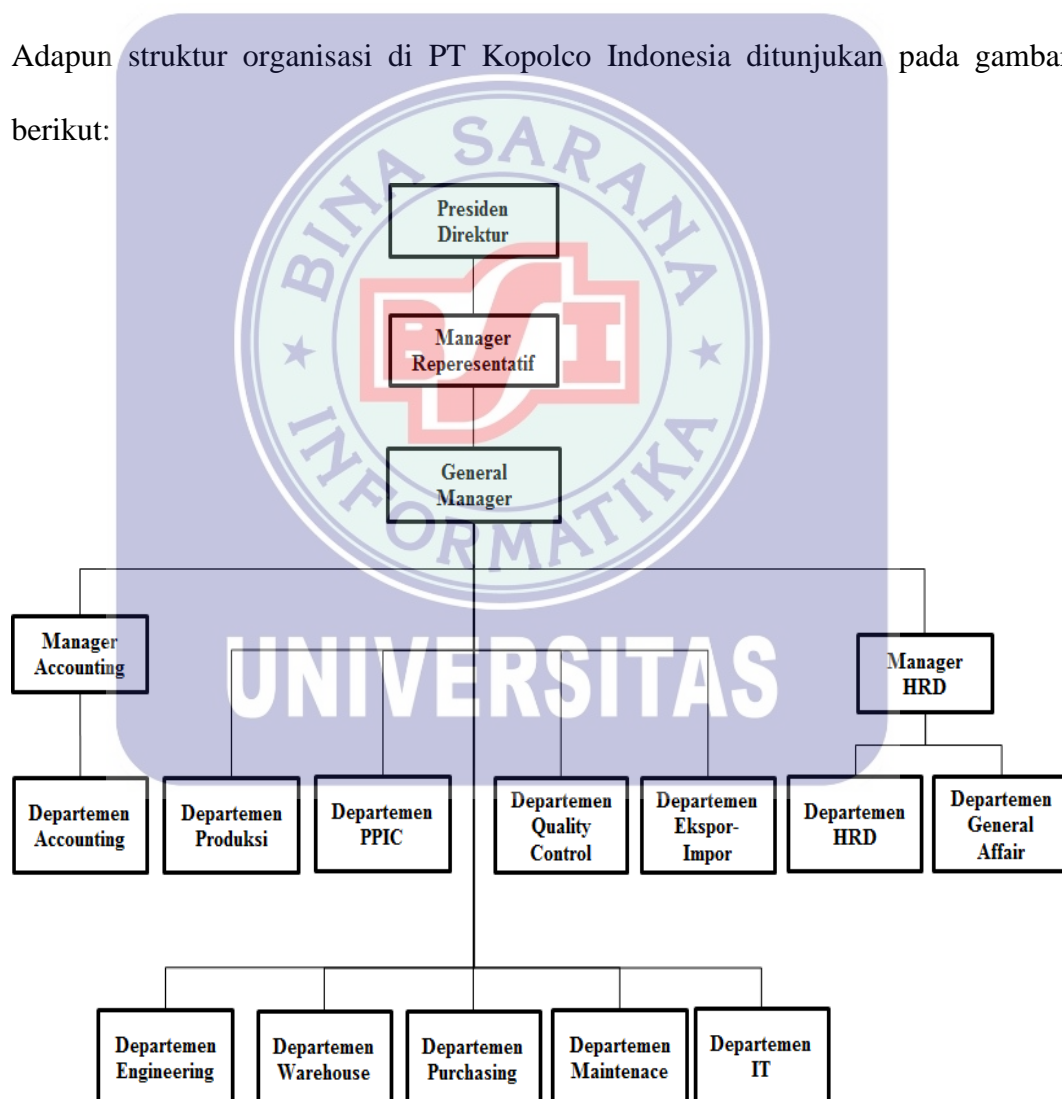 Adapun struktur organisasi di PT Kopolco Indonesia ditunjukan pada gambar
berikut:
BINA SARANA
Presiden
Direktur
BSI
Manager
Reperesentatif
General
Manager
INFORMATIKA
Manager
Accounting
UNIVERSITAS
Manager
HRD
Departemen
Accounting
Departemen
Produksi
Departemen
PPIC
Departemen
Quality
Control
Departemen
Ekspor-
Impor
Departemen
HRD
Departemen
General
Affair
Departemen
Engineering
Departemen
Warehouse
Departemen
Purchasing
Departemen
Maintenace
Departemen
IT